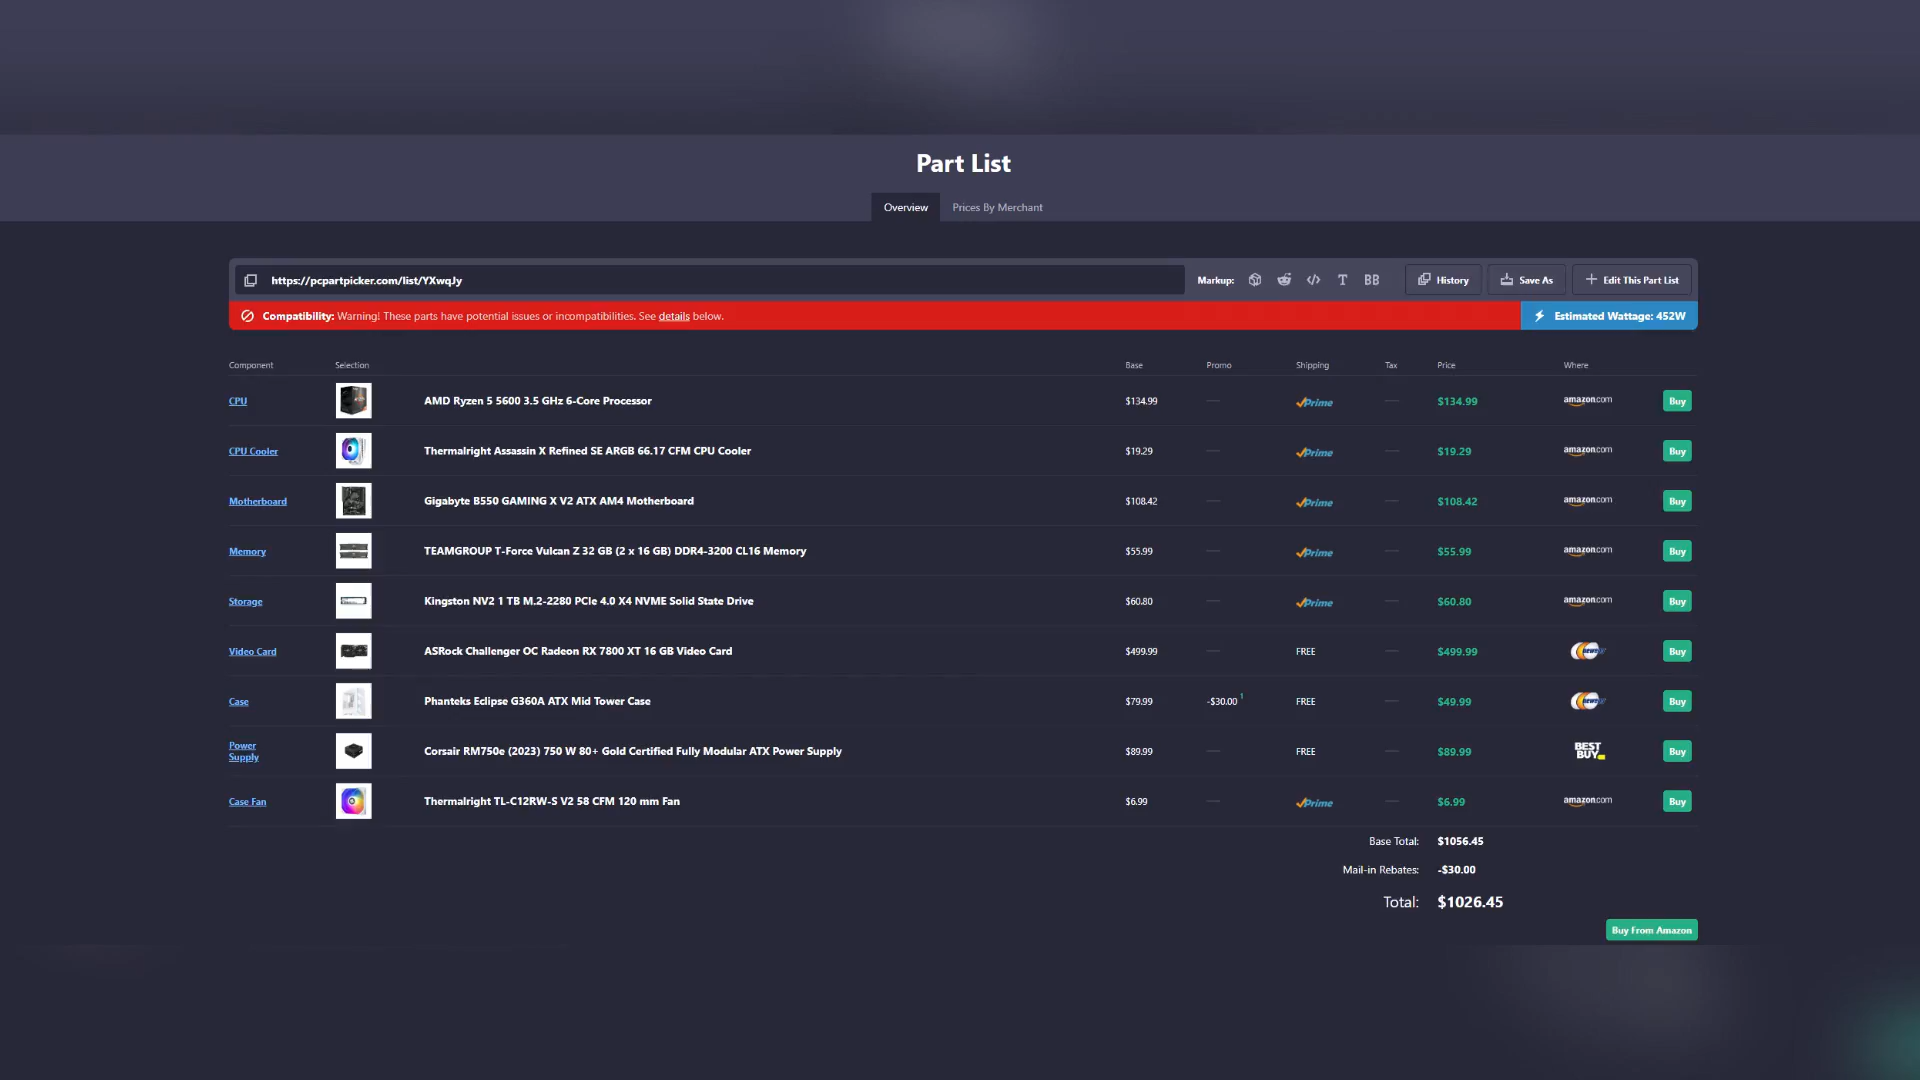 Part List
Overview Prices By Merchant
https://pcpartpicker.com/list/YXwqJy Markup: T BB History Save As Edit This Part List
Compatibility: Warning! These parts have potential issues or incompatibilities. See details below. Estimated Wattage: 452W
Component Selection Base Promo Shipping Tax Price Where
CPU AMD Ryzen 5 5600 3.5 GHz 6-Core Processor $134.99 — Prime — $134.99 amazon.com Buy
CPU Cooler Thermalright Assassin X Refined SE ARGB 66.17 CFM CPU Cooler $19.29 — Prime — $19.29 amazon.com Buy
Motherboard Gigabyte B550 GAMING X V2 ATX AM4 Motherboard $108.42 — Prime — $108.42 amazon.com Buy
Memory TEAMGROUP T-Force Vulcan Z 32 GB (2 x 16 GB) DDR4-3200 CL16 Memory $55.99 — Prime — $55.99 amazon.com Buy
Storage Kingston NV2 1 TB M.2-2280 PCIe 4.0 X4 NVME Solid State Drive $60.80 — Prime — $60.80 amazon.com Buy
Video Card ASRock Challenger OC Radeon RX 7800 XT 16 GB Video Card $499.99 — FREE — $499.99 Buy
Case Phanteks Eclipse G360A ATX Mid Tower Case $79.99 -$30.00 1 FREE — $49.99 Buy
Power
Supply Corsair RM750e (2023) 750 W 80+ Gold Certified Fully Modular ATX Power Supply $89.99 — FREE — $89.99 BEST BUY Buy
Case Fan Thermalright TL-C12RW-S V2 58 CFM 120 mm Fan $6.99 — Prime — $6.99 amazon.com Buy
Base Total: $1056.45
Mail-in Rebates: -$30.00
Total: $1026.45
Buy From Amazon